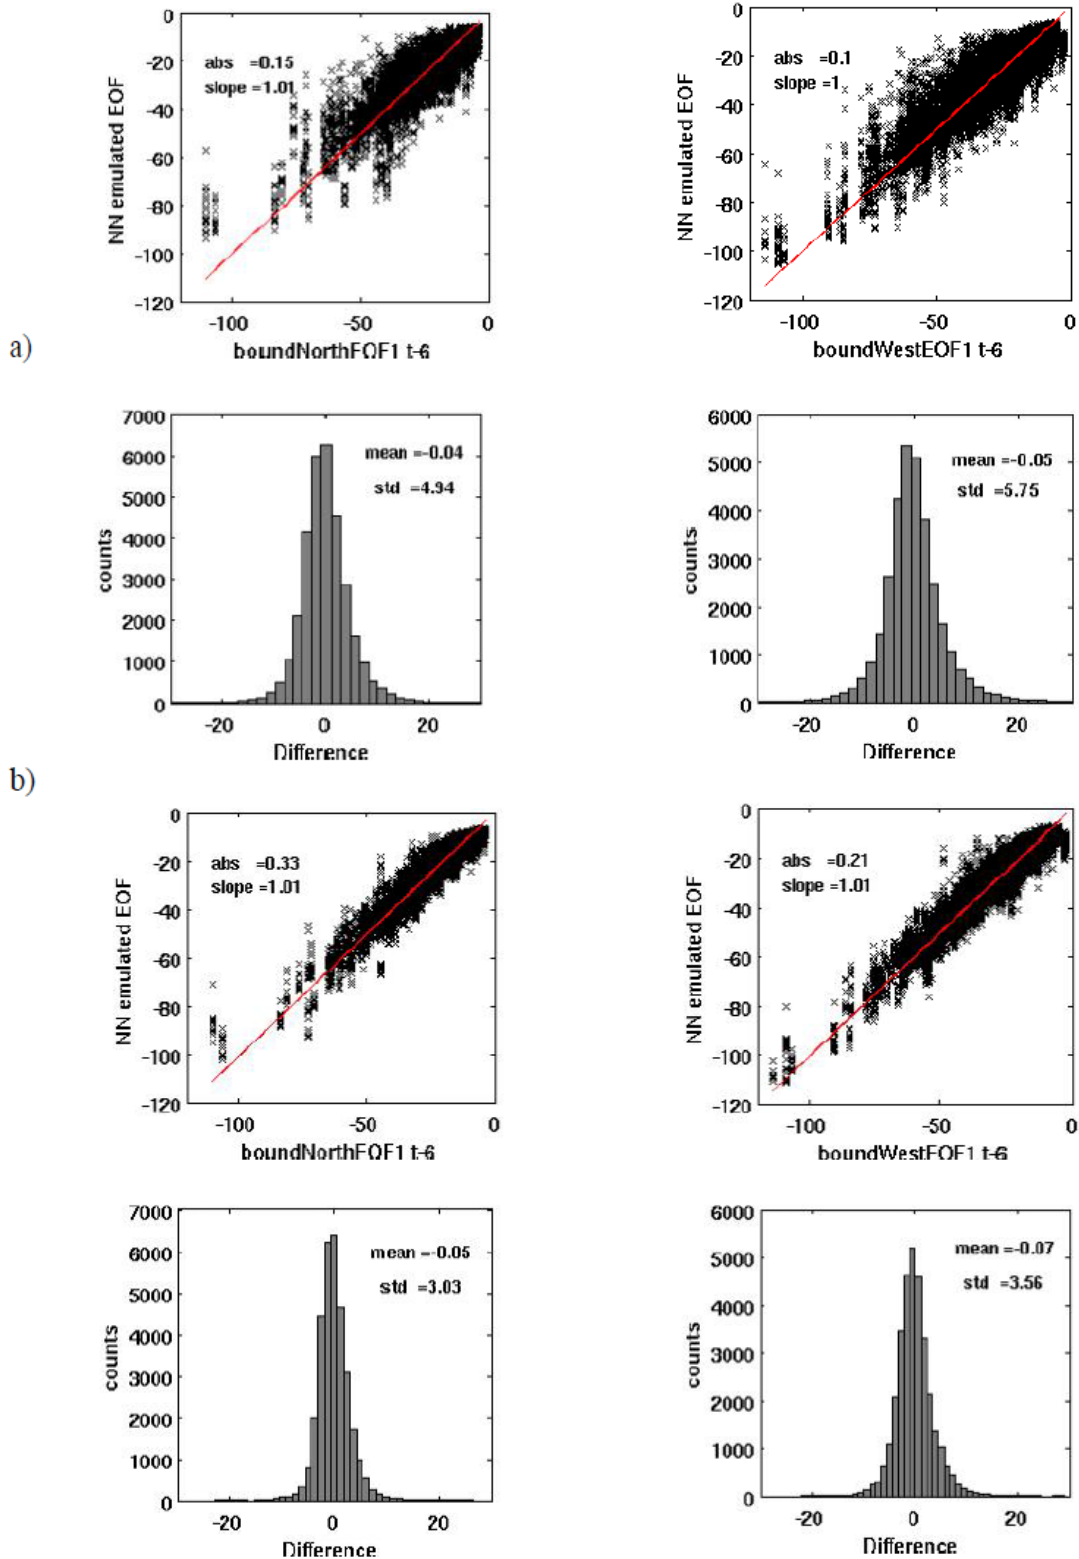 0
-20
-40
-60
-80
-100
-120
NN emulated EOF
abs =0.15
slope =1.01
-100
-50
0
boundNorthEOF1 t-6
0
-20
-40
-60
-80
-100
-120
NN emulated EOF
abs =0.1
slope =1
-100
-50
0
boundWestEOF1 t-6
a)
7000
6000
5000
4000
3000
2000
1000
0
counts
mean =-0.04
std =4.94
-20
0
20
Difference
6000
5000
4000
3000
2000
1000
0
counts
mean =-0.05
std =5.75
-20
0
20
Difference
b)
0
-20
-40
-60
-80
-100
-120
NN emulated EOF
abs =0.33
slope =1.01
-100
-50
0
boundNorthEOF1 t-6
0
-20
-40
-60
-80
-100
-120
NN emulated EOF
abs =0.21
slope =1.01
-100
-50
0
boundWestEOF1 t-6
7000
6000
5000
4000
3000
2000
1000
0
counts
mean =-0.05
std =3.03
-20
0
20
Difference
6000
5000
4000
3000
2000
1000
0
counts
mean =-0.07
std =3.56
-20
0
20
Difference